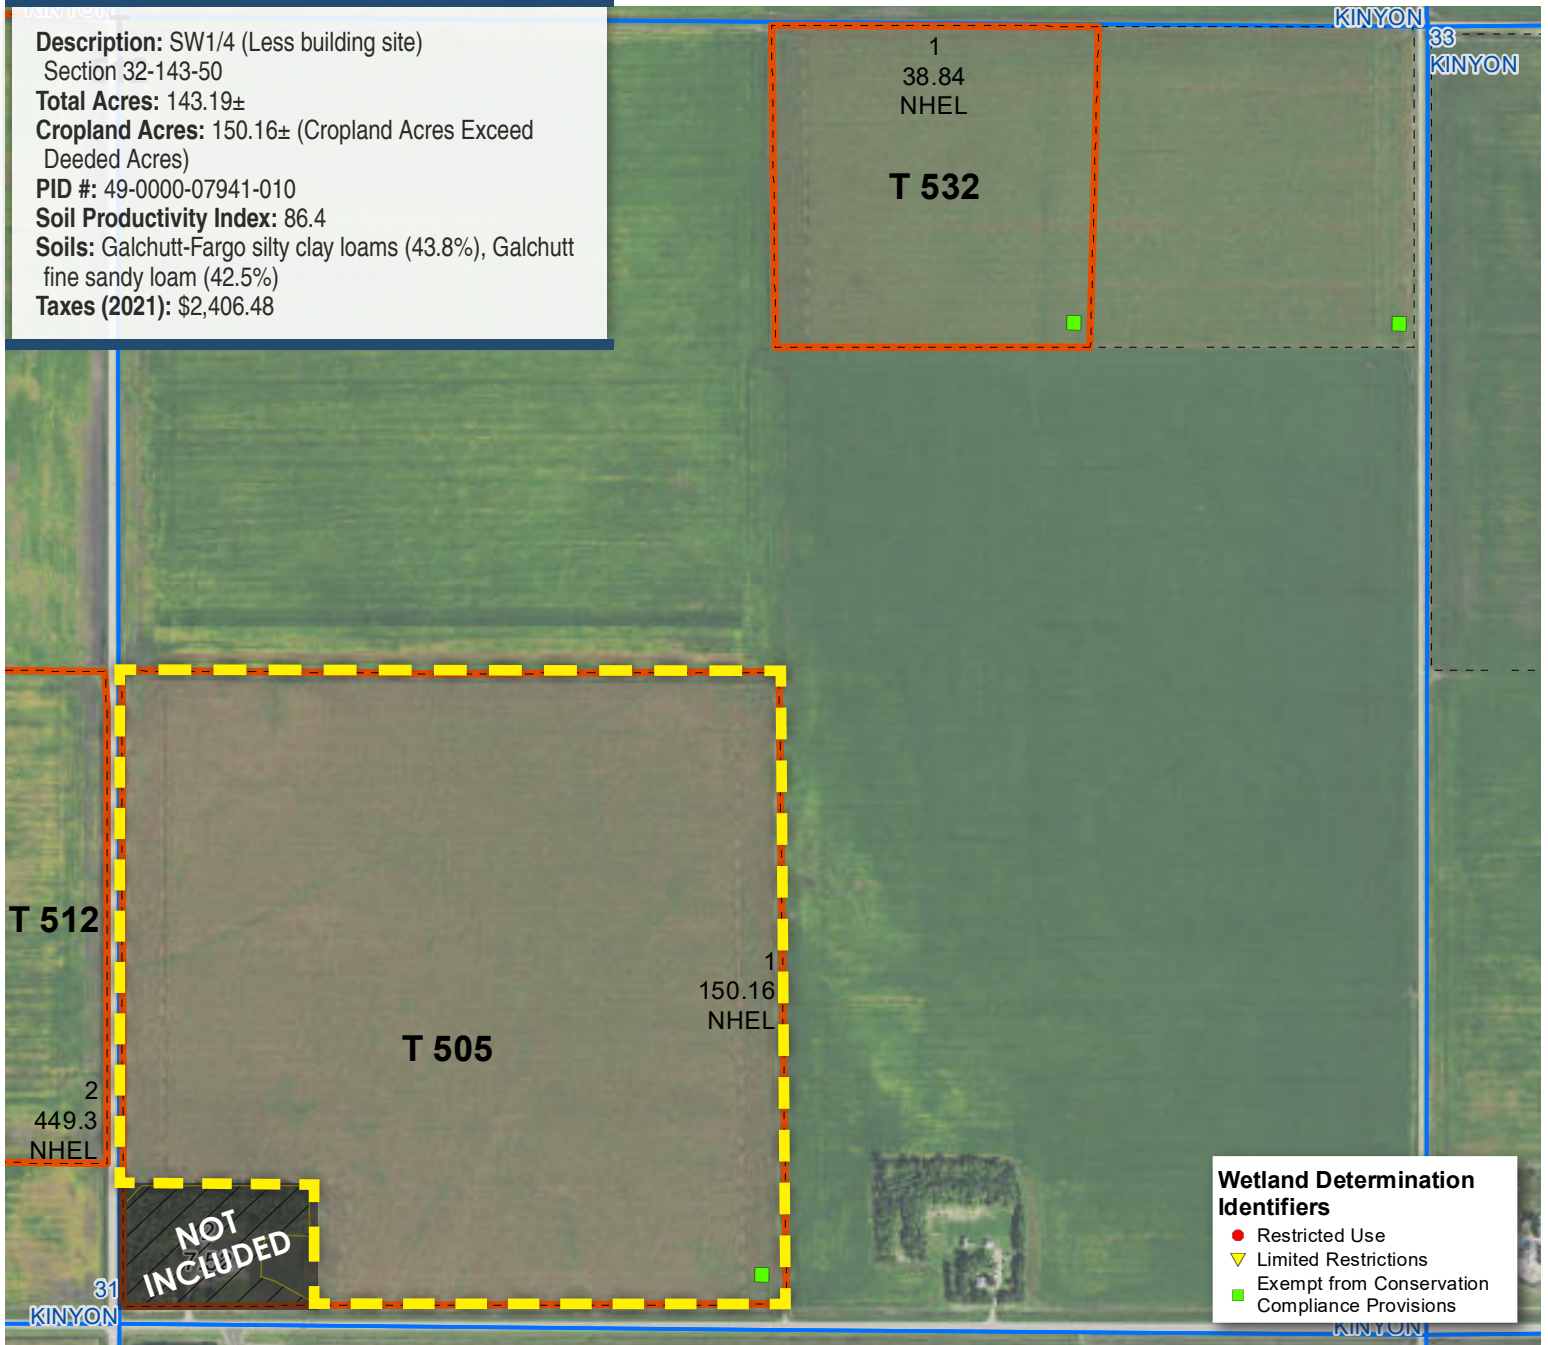 Description: SW1/4 (Less building site)
Section 32-143-50
Total Acres: 143.19±
Cropland Acres: 150.16± (Cropland Acres Exceed
Deeded Acres)
PID #: 49-0000-07941-010
Soil Productivity Index: 86.4
Soils: Galchutt-Fargo silty clay loams (43.8%), Galchutt
fine sandy loam (42.5%)
Taxes (2021): $2,406.48
KINYON
33
KINYON
1
38.84
NHEL
T 532
T 512
2
449.3
NHEL
1
150.16
NHEL
T 505
NOT
INCLUDED
31
KINYON
Wetland Determination
Identifiers
Restricted Use
Limited Restrictions
Exempt from Conservation
Compliance Provisions
KINYON